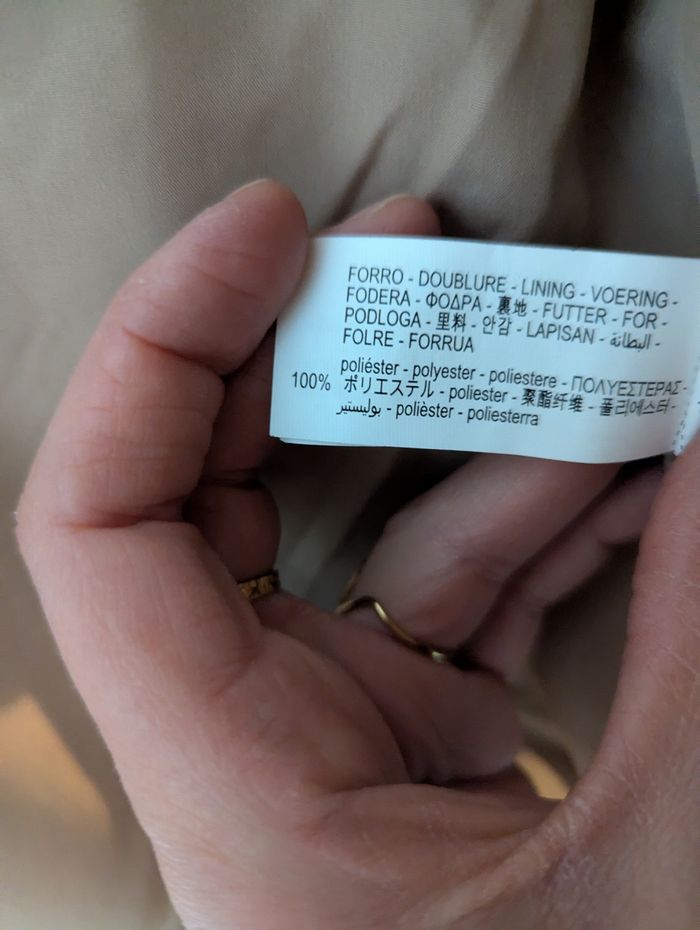 FORRO - DOUBLURE - LINING - VOERING -
FODERA - ΦΟΔΡΑ - 裏地 - FUTTER - FOR -
PODLOGA - 里料 - 안감 - LAPISAN - البطانة -
FOLRE - FORRUA
poliéster - polyester - poliestere - ΠΟΛΥΕΣΤΕΡΑΣ -
100% ポリエステル - poliester - 聚酯纤维 - 폴리에스터 -
بوليستير - polièster - poliesterra